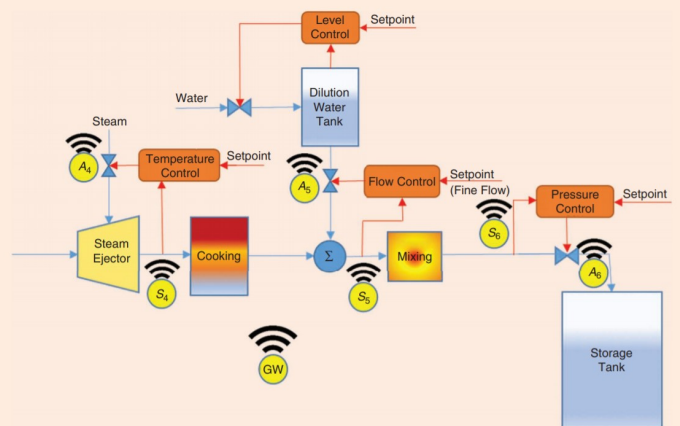 Level
Control
Setpoint
Water
Dilution
Water
Tank
Steam
A4
Temperature
Control
Setpoint
A5
Flow Control
Setpoint
(Fine Flow)
Pressure
Control
Setpoint
S6
Steam
Ejector
Cooking
Σ
Mixing
S4
S5
A6
GW
Storage
Tank